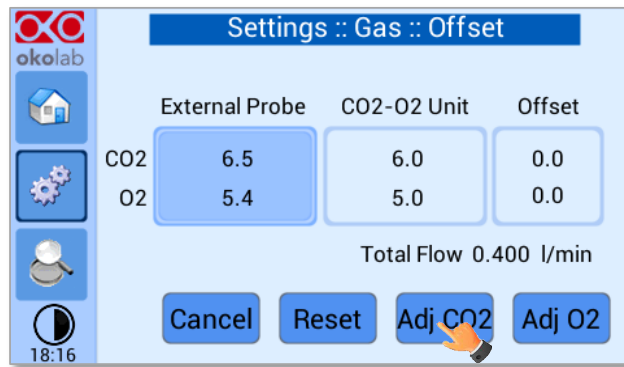 okolab
Settings :: Gas :: Offset
External Probe CO2-O2 Unit Offset
CO2 6.5 6.0 0.0
O2 5.4 5.0 0.0
Total Flow 0.400 l/min
Cancel Reset Adj CO2 Adj O2
18:16